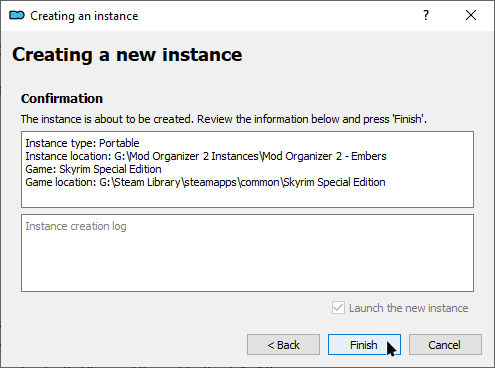 Creating an instance
?
Creating a new instance
Confirmation
The instance is about to be created. Review the information below and press 'Finish'.
Instance type: Portable
Instance location: G:\Mod Organizer 2 Instances\Mod Organizer 2 - Embers
Game: Skyrim Special Edition
Game location: G:\Steam Library\steamapps\common\Skyrim Special Edition
Instance creation log
Launch the new instance
< Back
Finish
Cancel